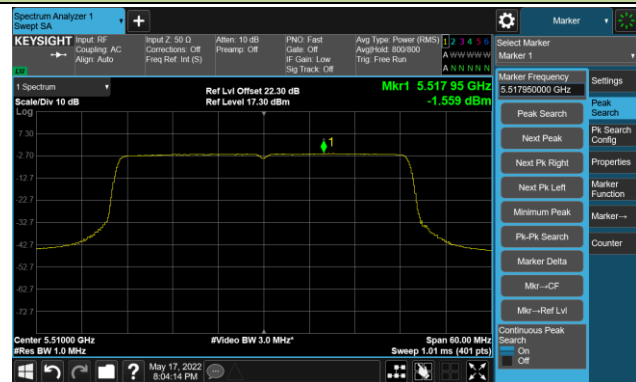 Spectrum Analyzer 1
Swept SA
Marker
KEYSIGHT
Input: RF
Coupling: AC
Align: Auto
Input Z: 50 Ω
Corrections: Off
Freq Ref: Int (S)
Atten: 10 dB
Preamp: Off
PNO: Fast
Gate: Off
IF Gain: Low
Sig Track: Off
Avg Type: Power (RMS)
Avg|Hold: 800/800
Trig: Free Run
1 2 3 4 5 6
A W W W W W
A N N N N N
Select Marker
Marker 1
LW
1 Spectrum
Scale/Div 10 dB
Log
Ref Lvl Offset 22.30 dB
Ref Level 17.30 dBm
Mkr1 5.517 95 GHz
-1.559 dBm
7.30
-2.70
-12.7
-22.7
-32.7
-42.7
-52.7
-62.7
-72.7
1
Center 5.51000 GHz
#Res BW 1.0 MHz
#Video BW 3.0 MHz*
Span 60.00 MHz
Sweep 1.01 ms (401 pts)
Marker Frequency
5.517950000 GHz
Peak Search
Next Peak
Next Pk Right
Next Pk Left
Minimum Peak
Pk-Pk Search
Marker Delta
Mkr→CF
Mkr→Ref Lvl
Continuous Peak
Search
On
Off
Settings
Peak
Search
Pk Search
Config
Properties
Marker
Function
Marker→
Counter
May 17, 2022
8:04:14 PM